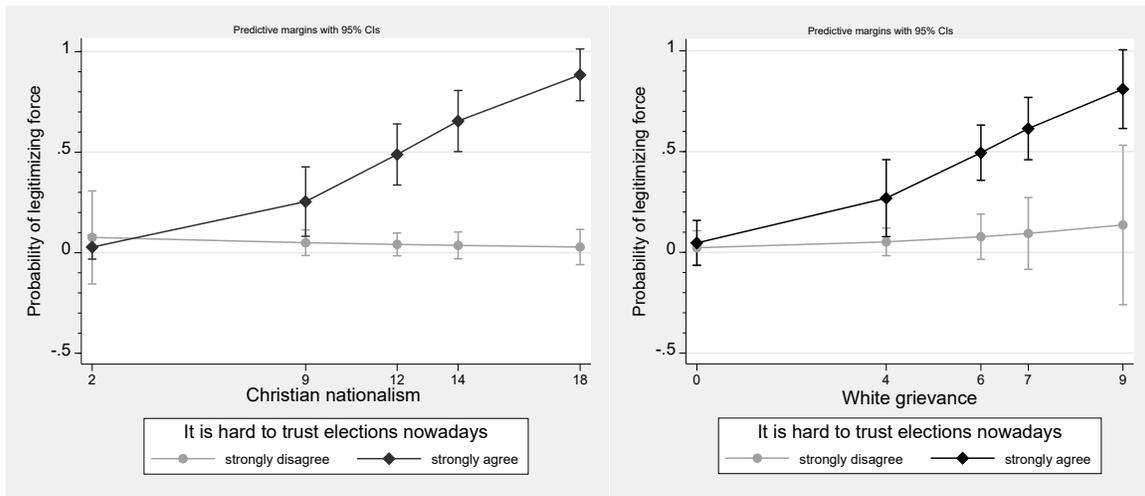 Predictive margins with 95% CIs
Probability of legitimizing force
1
.5
0
-.5
2 9 12 14 18
Christian nationalism
It is hard to trust elections nowadays
strongly disagree strongly agree
Predictive margins with 95% CIs
Probability of legitimizing force
1
.5
0
-.5
0 4 6 7 9
White grievance
It is hard to trust elections nowadays
strongly disagree strongly agree